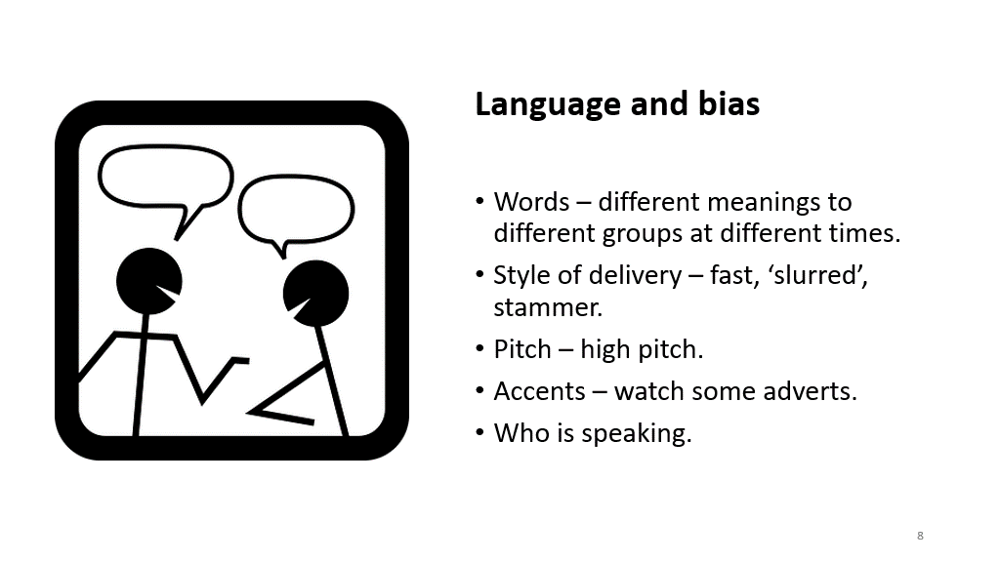 Language and bias
• Words – different meanings to
different groups at different times.
• Style of delivery – fast, ‘slurred’,
stammer.
• Pitch – high pitch.
• Accents – watch some adverts.
• Who is speaking.
8